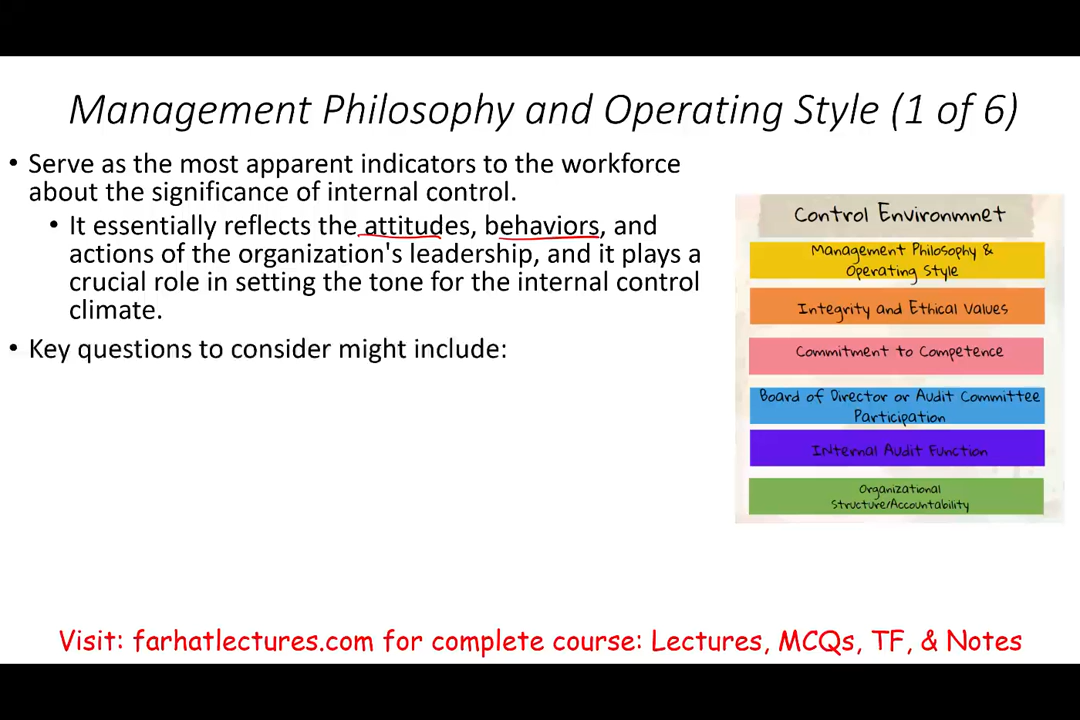 Management Philosophy and Operating Style (1 of 6)
• Serve as the most apparent indicators to the workforce
about the significance of internal control.
• It essentially reflects the attitudes, behaviors, and
actions of the organization's leadership, and it plays a
crucial role in setting the tone for the internal control
climate.
• Key questions to consider might include:
Control Environmnet
Management Philosophy &
Operating Style
Integrity and Ethical Values
Commitment to Competence
Board of Director or Audit Committee
Participation
INternal Audit Function
Organizational
Structure/Accountability
Visit: farhatlectures.com for complete course: Lectures, MCQs, TF, & Notes